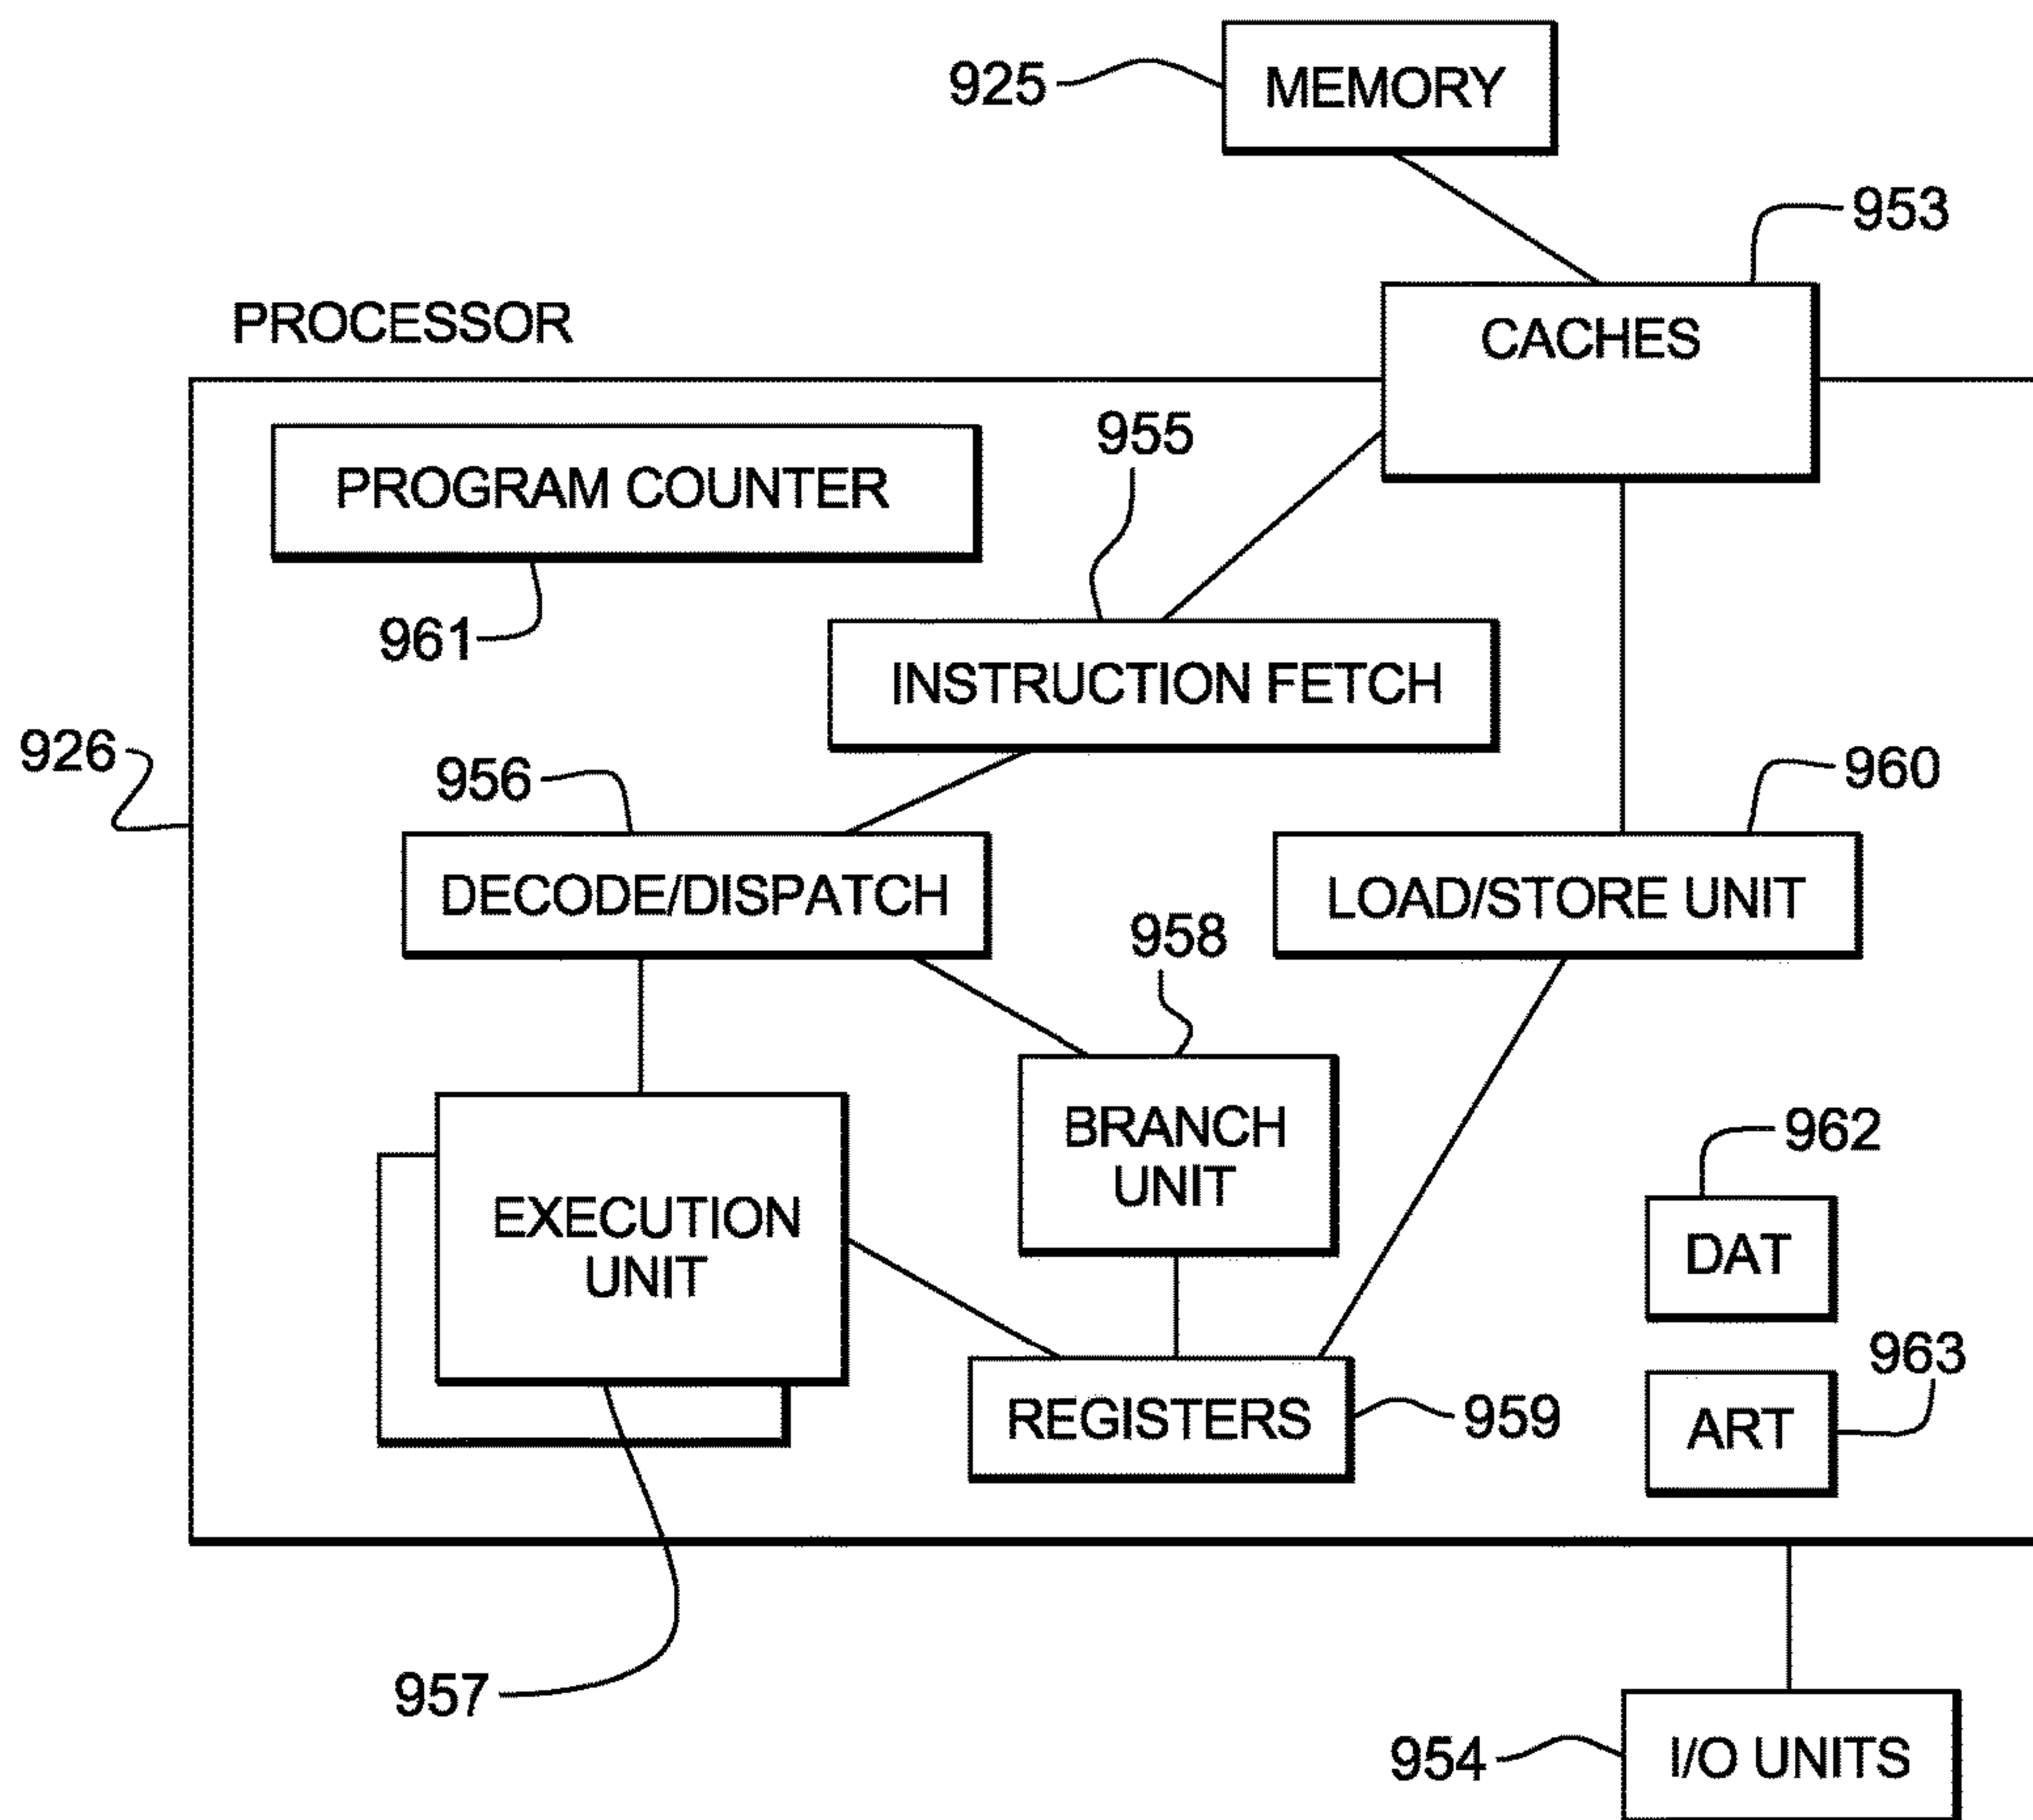 925
MEMORY
953
CACHES
PROCESSOR
PROGRAM COUNTER
955
961
INSTRUCTION FETCH
926
956
960
DECODE/DISPATCH
LOAD/STORE UNIT
958
BRANCH
UNIT
EXECUTION
UNIT
962
DAT
963
ART
REGISTERS
959
957
954
I/O UNITS